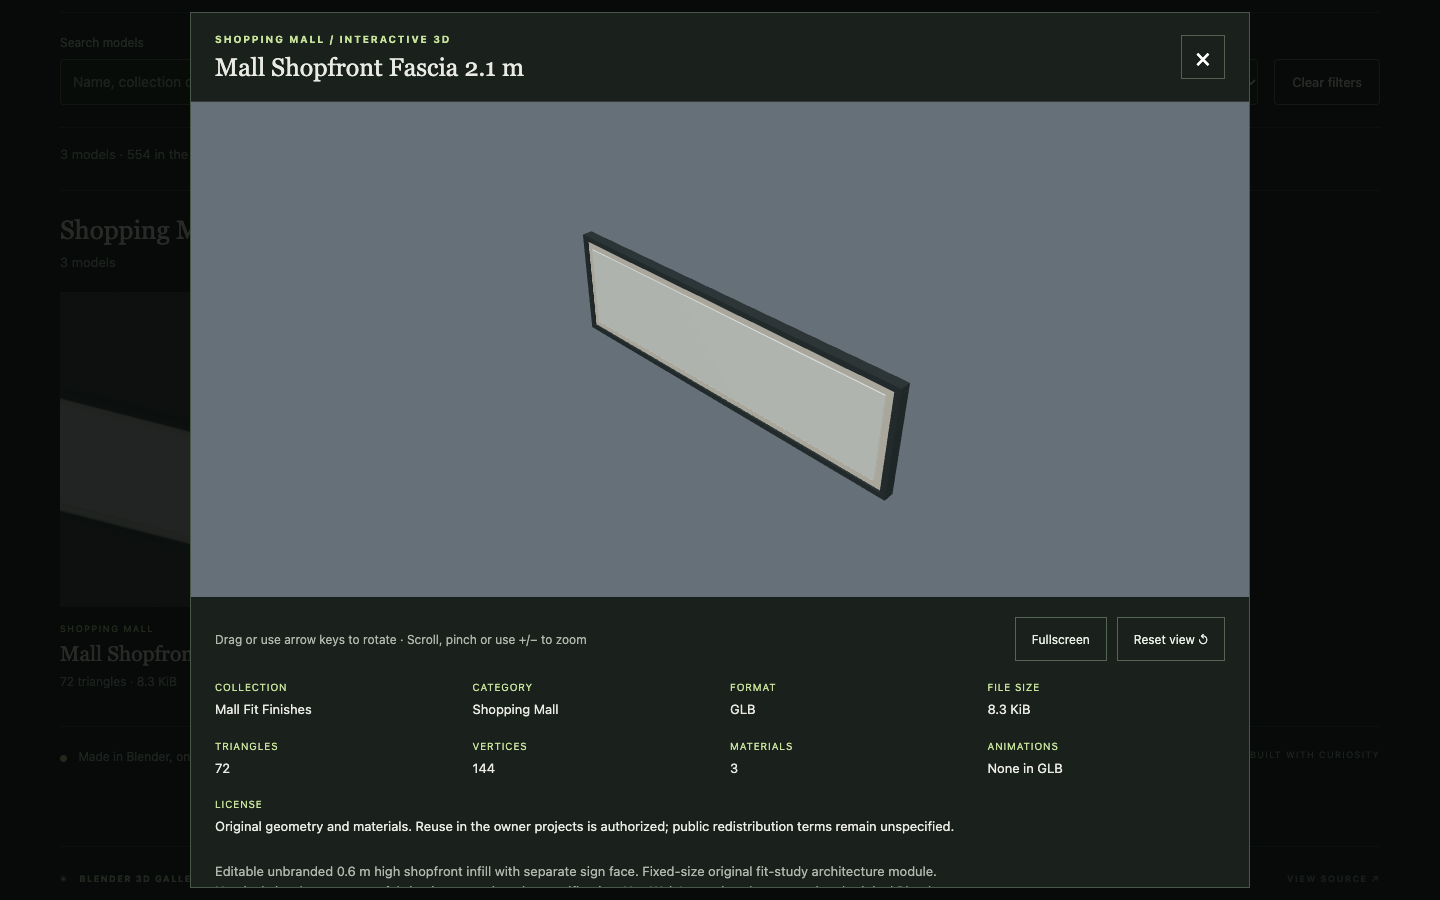 Search models
Name, collection
Clear filters
3 models · 554 in the
Shopping M
3 models
SHOPPING MALL
Mall Shopfron
72 triangles · 8.3 KiB
Made in Blender, on
BUILT WITH CURIOSITY
BLENDER 3D GALLE
VIEW SOURCE ↗
SHOPPING MALL / INTERACTIVE 3D
Mall Shopfront Fascia 2.1 m
×
Drag or use arrow keys to rotate · Scroll, pinch or use +/− to zoom
Fullscreen
Reset view ↺
COLLECTION
Mall Fit Finishes
CATEGORY
Shopping Mall
FORMAT
GLB
FILE SIZE
8.3 KiB
TRIANGLES
72
VERTICES
144
MATERIALS
3
ANIMATIONS
None in GLB
LICENSE
Original geometry and materials. Reuse in the owner projects is authorized; public redistribution terms remain unspecified.
Editable unbranded 0.6 m high shopfront infill with separate sign face. Fixed-size original fit-study architecture module.